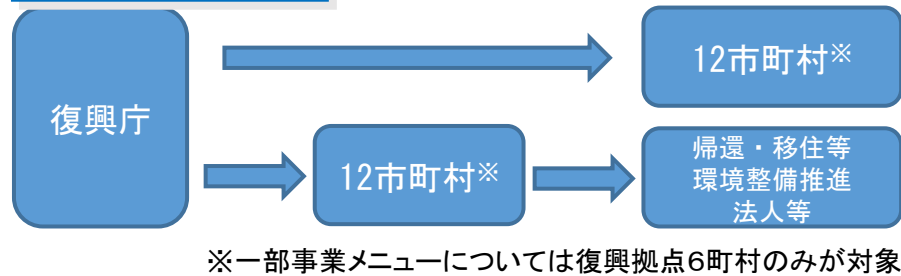 復興庁
12市町村※
12市町村※
帰還・移住等
環境整備推進
法人等
※一部事業メニューについては復興拠点6町村のみが対象